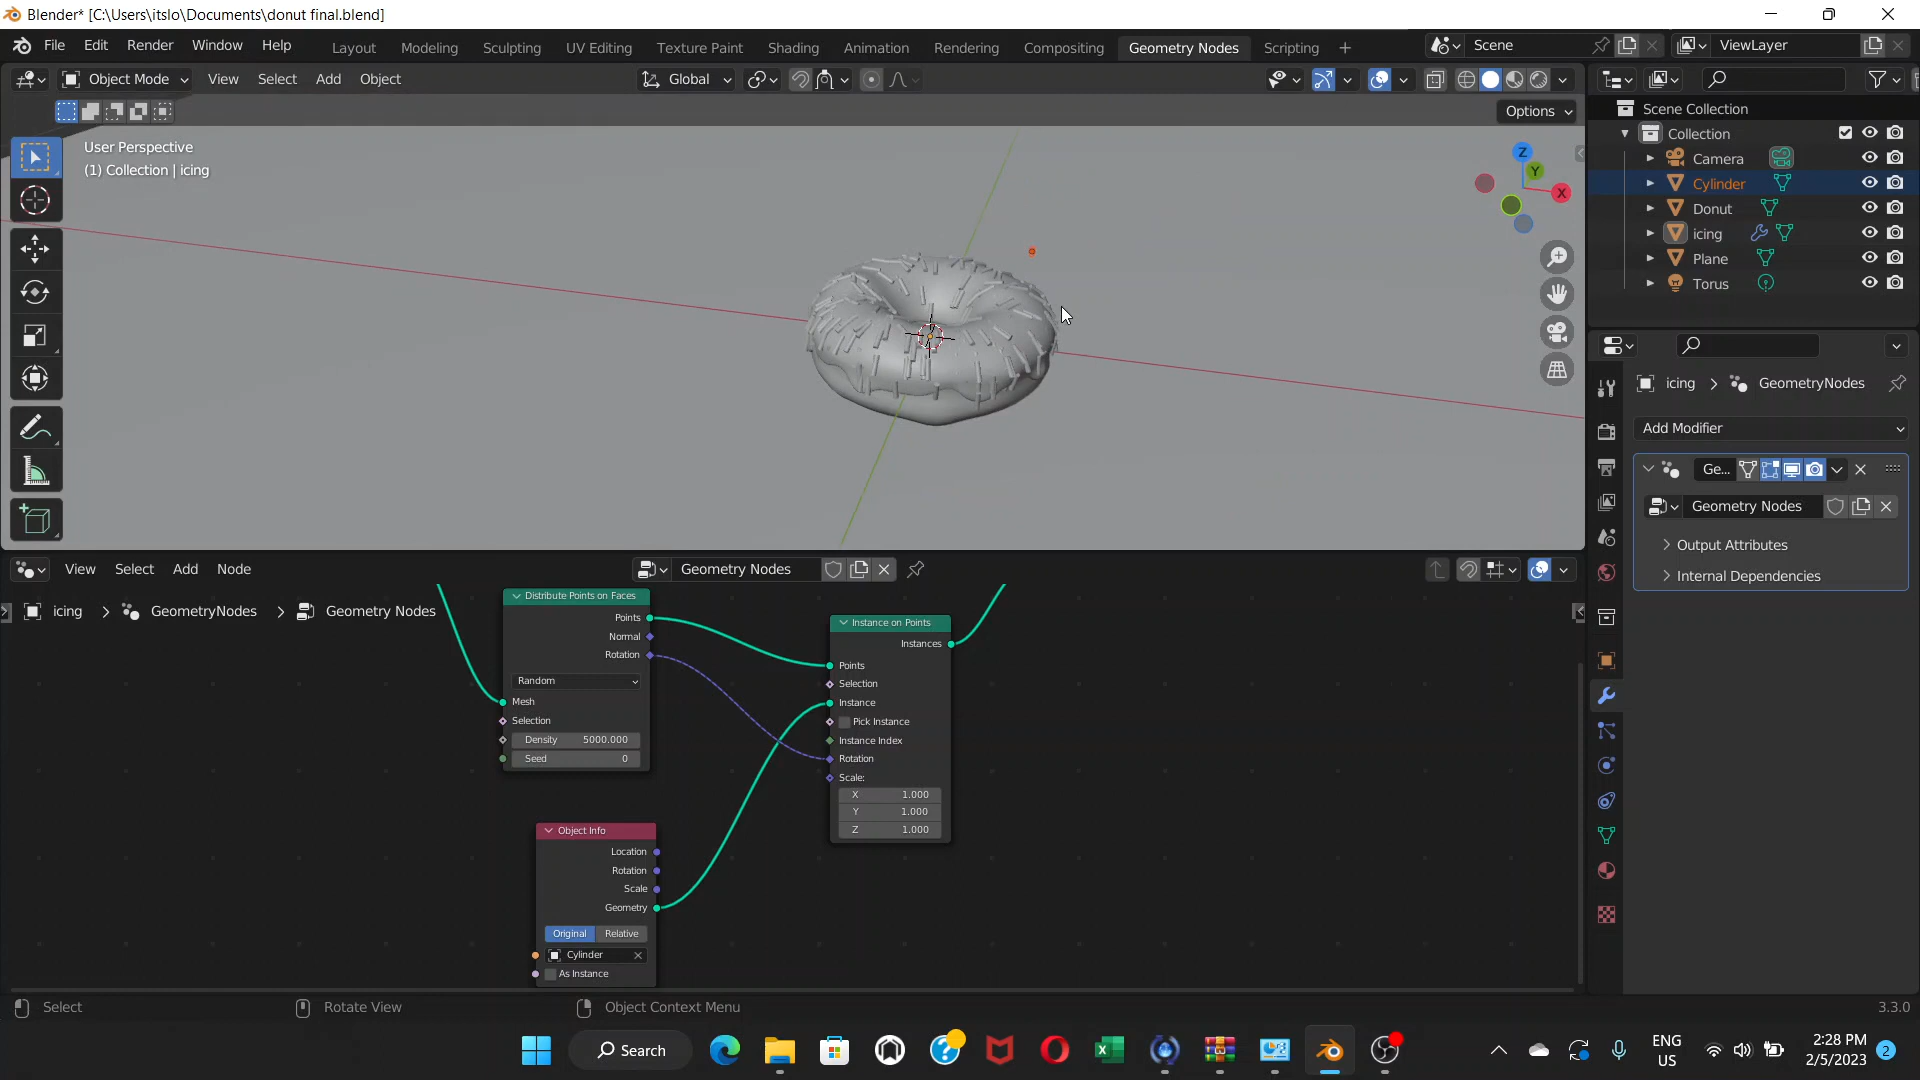 Blender* [C:\Users\itslo\Documents\donut final.blend]
File Edit Render Window Help Layout Modeling Sculpting UV Editing Texture Paint Shading Animation Rendering Compositing Geometry Nodes Scripting Scene ViewLayer
Object Mode View Select Add Object Global
Options
User Perspective
(1) Collection | icing
Z
Y
X
Scene Collection
Collection
Camera
Cylinder
Donut
icing
Plane
Torus
icing > GeometryNodes
Add Modifier
Ge...
Geometry Nodes
Output Attributes
Internal Dependencies
View Select Add Node Geometry Nodes
icing > GeometryNodes > Geometry Nodes
Distribute Points on Faces
Points
Normal
Rotation
Random
Mesh
Selection
Density 5000.000
Seed 0
Instance on Points
Instances
Points
Selection
Instance
Pick Instance
Instance Index
Rotation
Scale:
X 1.000
Y 1.000
Z 1.000
Object Info
Location
Rotation
Scale
Geometry
Original Relative
Cylinder
As Instance
Select Rotate View Object Context Menu 3.3.0
Search
ENG
US
2:28 PM
2/5/2023
2